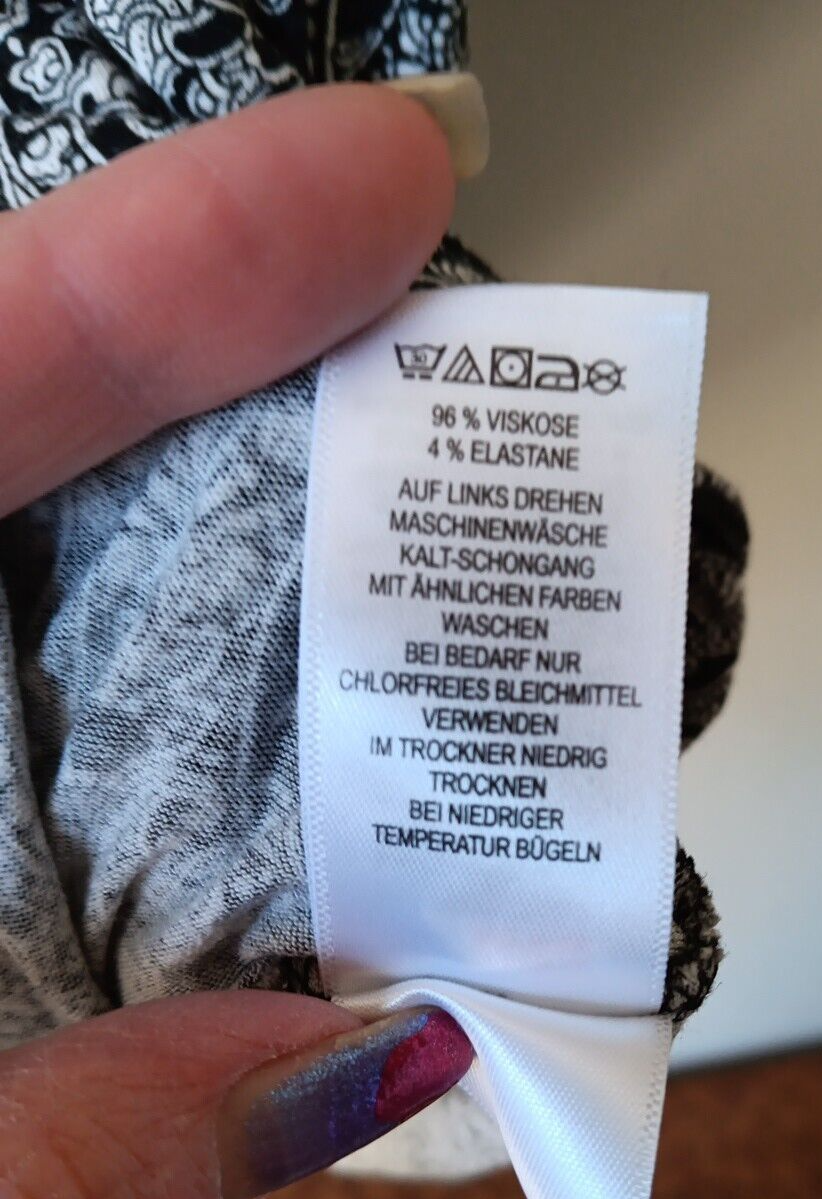 30
96 % VISKOSE
4 % ELASTANE
AUF LINKS DREHEN
MASCHINENWÄSCHE
KALT-SCHONGANG
MIT ÄHNLICHEN FARBEN
WASCHEN
BEI BEDARF NUR
CHLORFREIES BLEICHMITTEL
VERWENDEN
IM TROCKNER NIEDRIG
TROCKNEN
BEI NIEDRIGER
TEMPERATUR BÜGELN